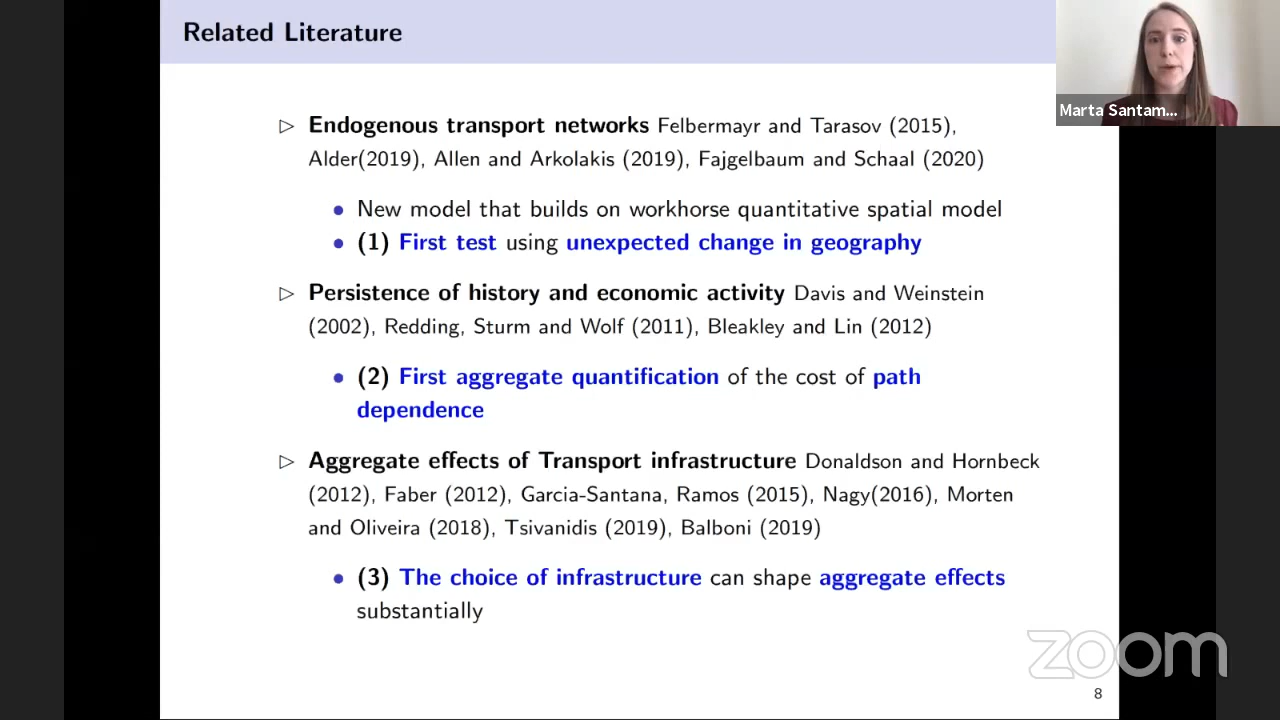 Related Literature
Marta Santam...
▷ Endogenous transport networks Felbermayr and Tarasov (2015),
Alder(2019), Allen and Arkolakis (2019), Fajgelbaum and Schaal (2020)
• New model that builds on workhorse quantitative spatial model
• (1) First test using unexpected change in geography
▷ Persistence of history and economic activity Davis and Weinstein
(2002), Redding, Sturm and Wolf (2011), Bleakley and Lin (2012)
• (2) First aggregate quantification of the cost of path
dependence
▷ Aggregate effects of Transport infrastructure Donaldson and Hornbeck
(2012), Faber (2012), Garcia-Santana, Ramos (2015), Nagy(2016), Morten
and Oliveira (2018), Tsivanidis (2019), Balboni (2019)
• (3) The choice of infrastructure can shape aggregate effects
substantially
zoom
8